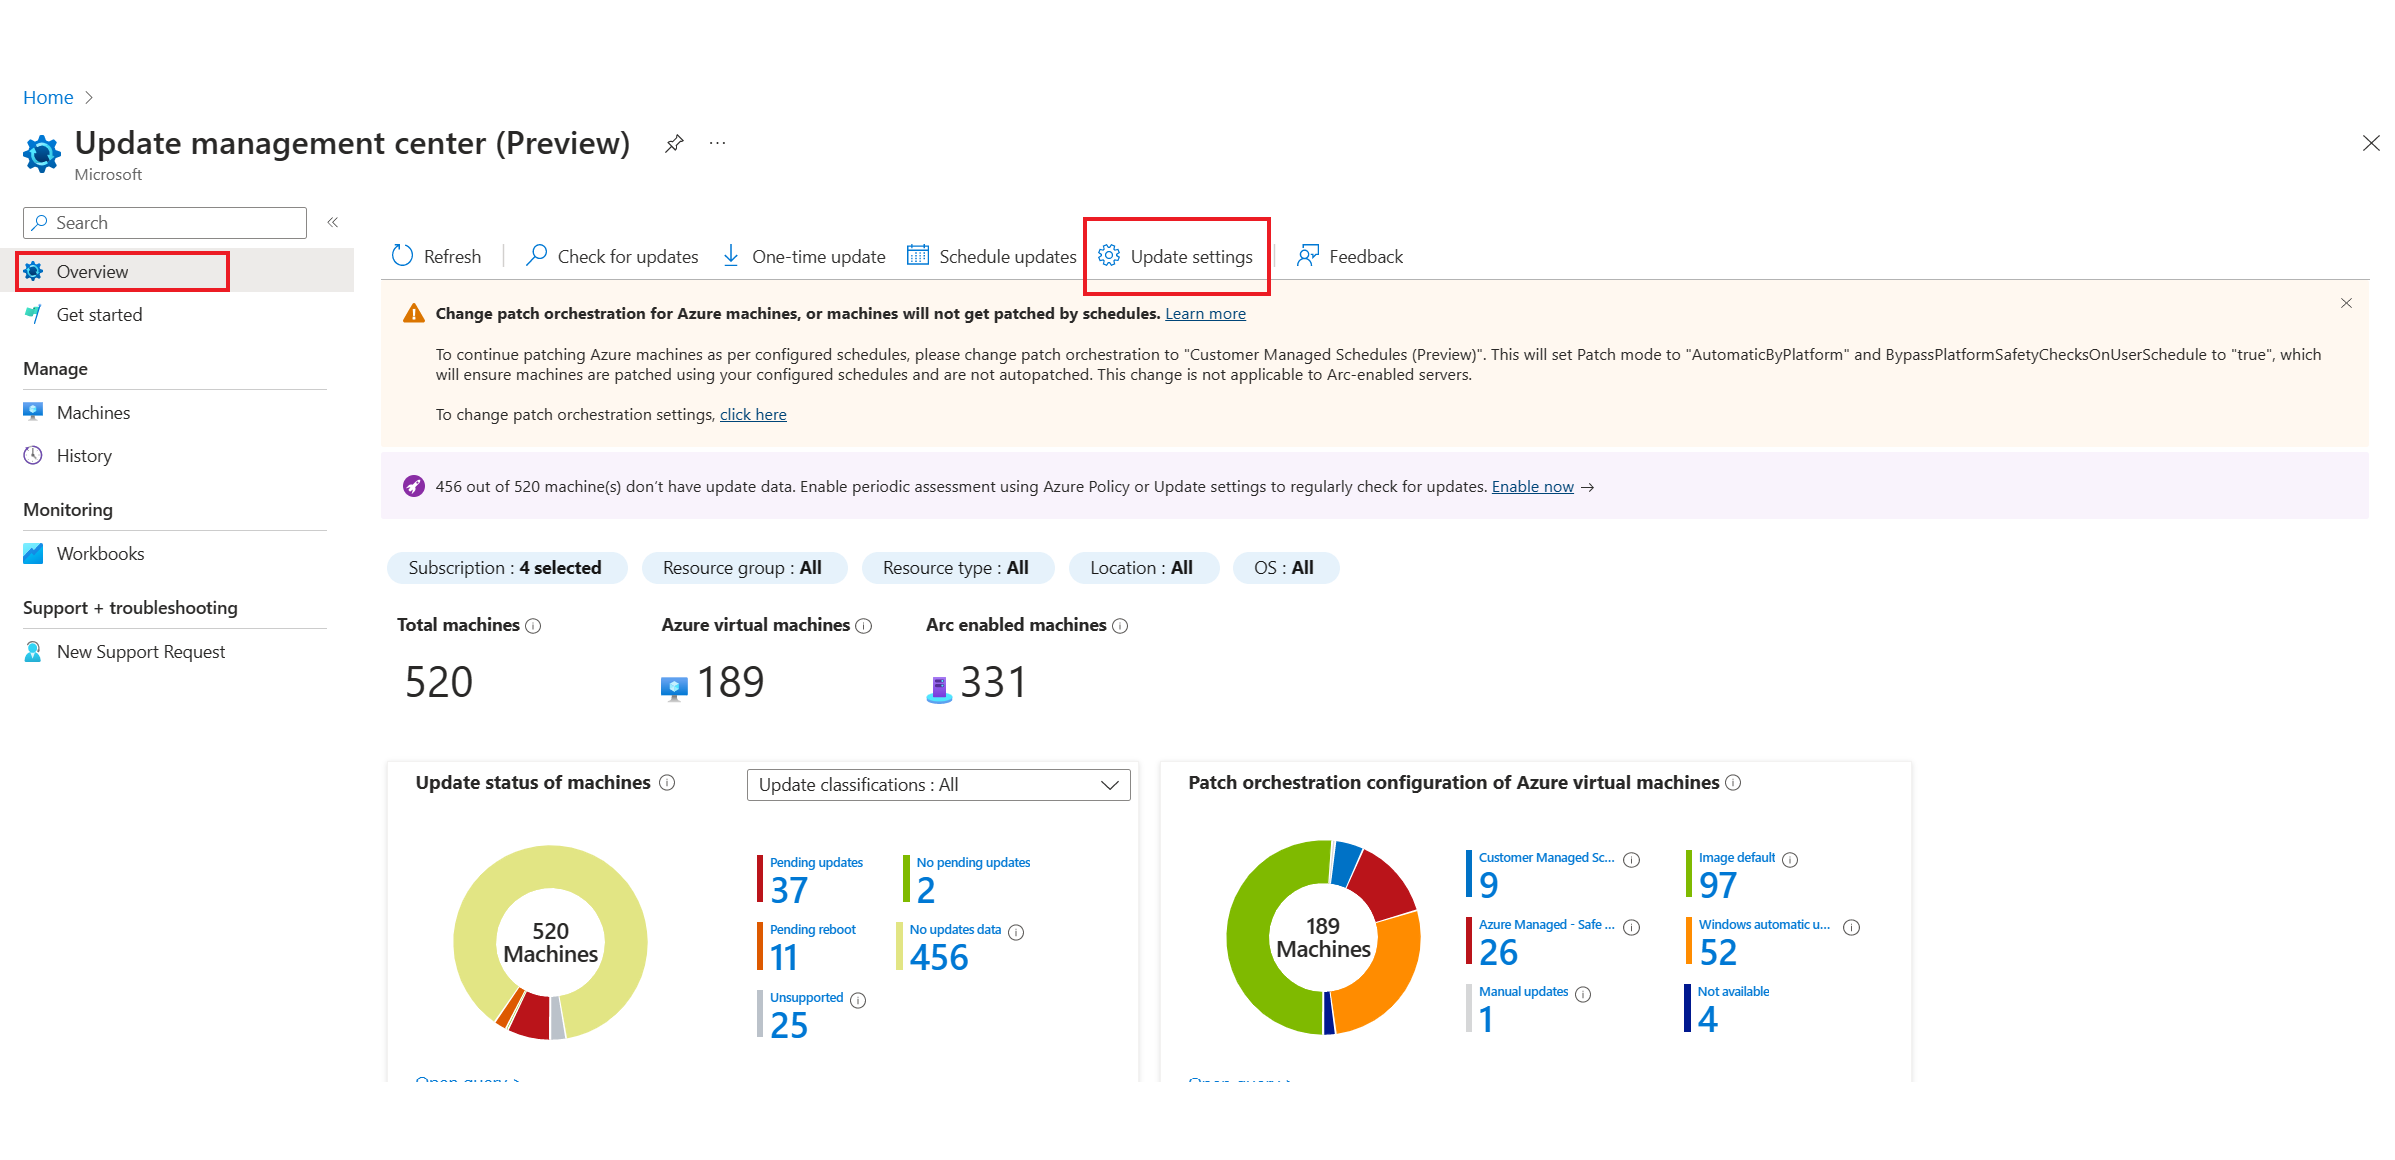 Home
Update management center (Preview)
Microsoft
Search
Overview
Get started
Manage
Machines
History
Monitoring
Workbooks
Support + troubleshooting
New Support Request
Refresh
Check for updates
One-time update
Schedule updates
Update settings
Feedback
Change patch orchestration for Azure machines, or machines will not get patched by schedules. Learn more
To continue patching Azure machines as per configured schedules, please change patch orchestration to "Customer Managed Schedules (Preview)". This will set Patch mode to "AutomaticByPlatform" and BypassPlatformSafetyChecksOnUserSchedule to "true", which
will ensure machines are patched using your configured schedules and are not autopatched. This change is not applicable to Arc-enabled servers.
To change patch orchestration settings, click here
456 out of 520 machine(s) don't have update data. Enable periodic assessment using Azure Policy or Update settings to regularly check for updates. Enable now →
Subscription : 4 selected
Resource group : All
Resource type : All
Location : All
OS : All
Total machines
520
Azure virtual machines
189
Arc enabled machines
331
Update status of machines
Update classifications : All
520
Machines
Pending updates
37
No pending updates
2
Pending reboot
11
No updates data
456
Unsupported
25
Open query >
Patch orchestration configuration of Azure virtual machines
189
Machines
Customer Managed Sc...
9
Image default
97
Azure Managed - Safe ...
26
Windows automatic u...
52
Manual updates
1
Not available
4
Open query >